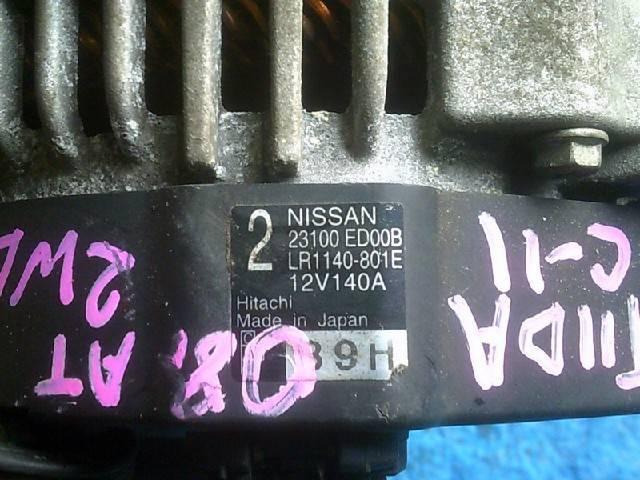 2 NISSAN
23100 ED00B
LR1140-801E
12V140A
Hitachi
Made in Japan
39H
TIIDA
C-11
08'
AT
2WD